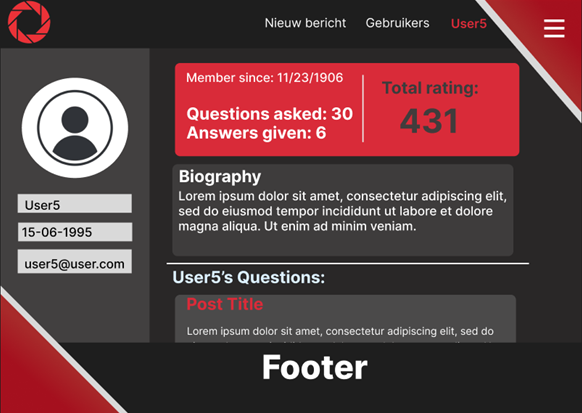 Nieuw bericht Gebruikers User5
Member since: 11/23/1906
Questions asked: 30
Answers given: 6
Total rating:
431
User5
15-06-1995
user5@user.com
Biography
Lorem ipsum dolor sit amet, consectetur adipiscing elit,
sed do eiusmod tempor incididunt ut labore et dolore
magna aliqua. Ut enim ad minim veniam.
User5's Questions:
Post Title
Lorem ipsum dolor sit amet, consectetur adipiscing elit, sed do
Footer